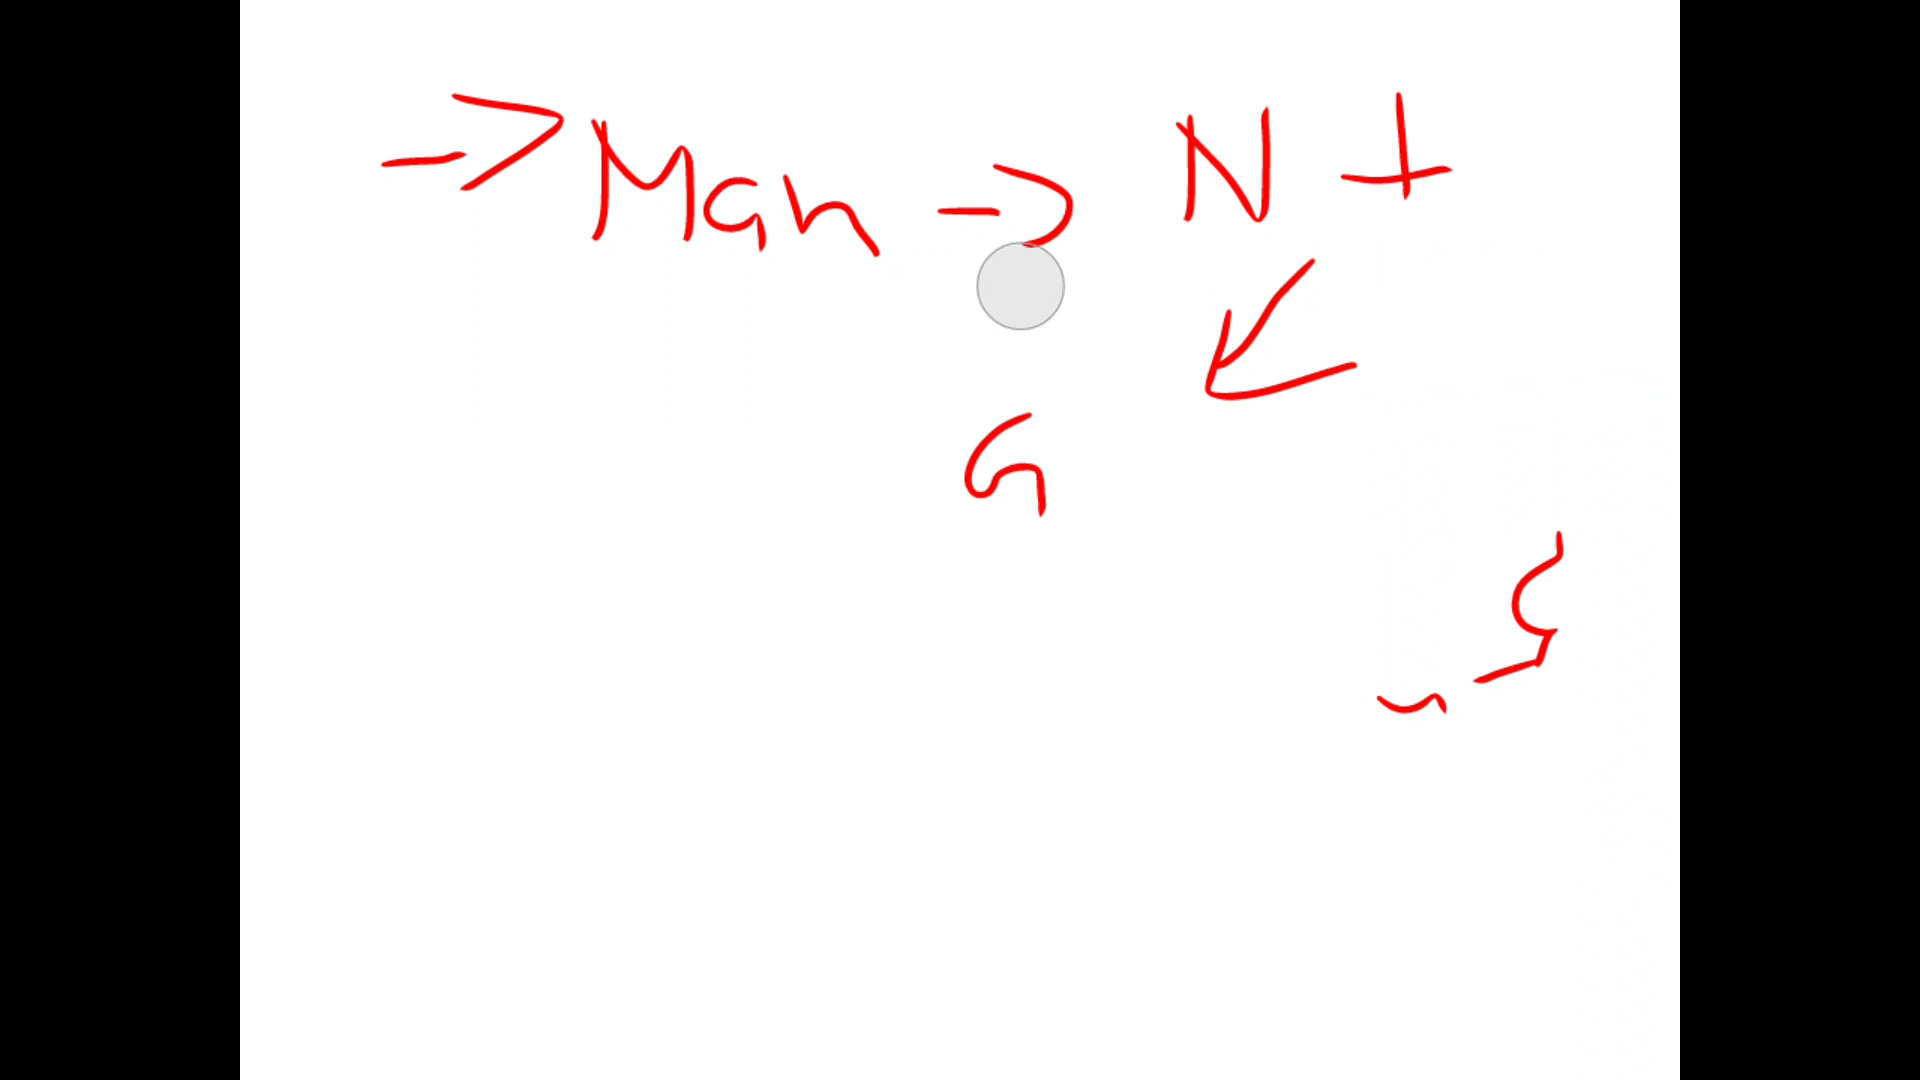 → Man → N +
↙
G